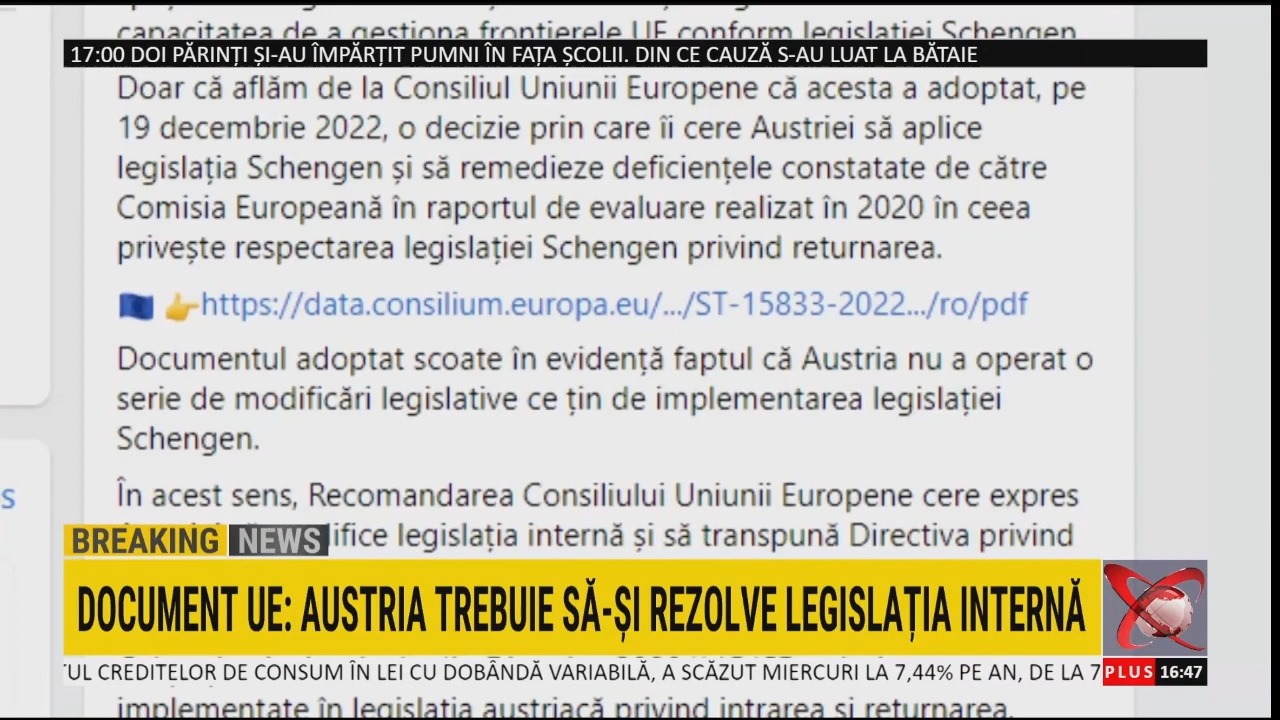 capacitatea de a gestiona frontierele UE conform legislației Schengen
17:00 DOI PĂRINȚI ȘI-AU ÎMPĂRȚIT PUMNI ÎN FAȚA ȘCOLII. DIN CE CAUZĂ S-AU LUAT LA BĂTAIE
Doar că aflăm de la Consiliul Uniunii Europene că acesta a adoptat, pe
19 decembrie 2022, o decizie prin care îi cere Austriei să aplice
legislația Schengen și să remedieze deficiențele constatate de către
Comisia Europeană în raportul de evaluare realizat în 2020 în ceea
privește respectarea legislației Schengen privind returnarea.
👉https://data.consilium.europa.eu/.../ST-15833-2022.../ro/pdf
Documentul adoptat scoate în evidență faptul că Austria nu a operat o
serie de modificări legislative ce țin de implementarea legislației
Schengen.
s
În acest sens, Recomandarea Consiliului Uniunii Europene cere expres
ifice legislația internă și să transpună Directiva privind
BREAKING NEWS
DOCUMENT UE: AUSTRIA TREBUIE SĂ-ȘI REZOLVE LEGISLAȚIA INTERNĂ
TUL CREDITELOR DE CONSUM ÎN LEI CU DOBÂNDĂ VARIABILĂ, A SCĂZUT MIERCURI LA 7,44% PE AN, DE LA 7
PLUS 16:47
implementate în legislația austriacă privind intrarea și returnarea.